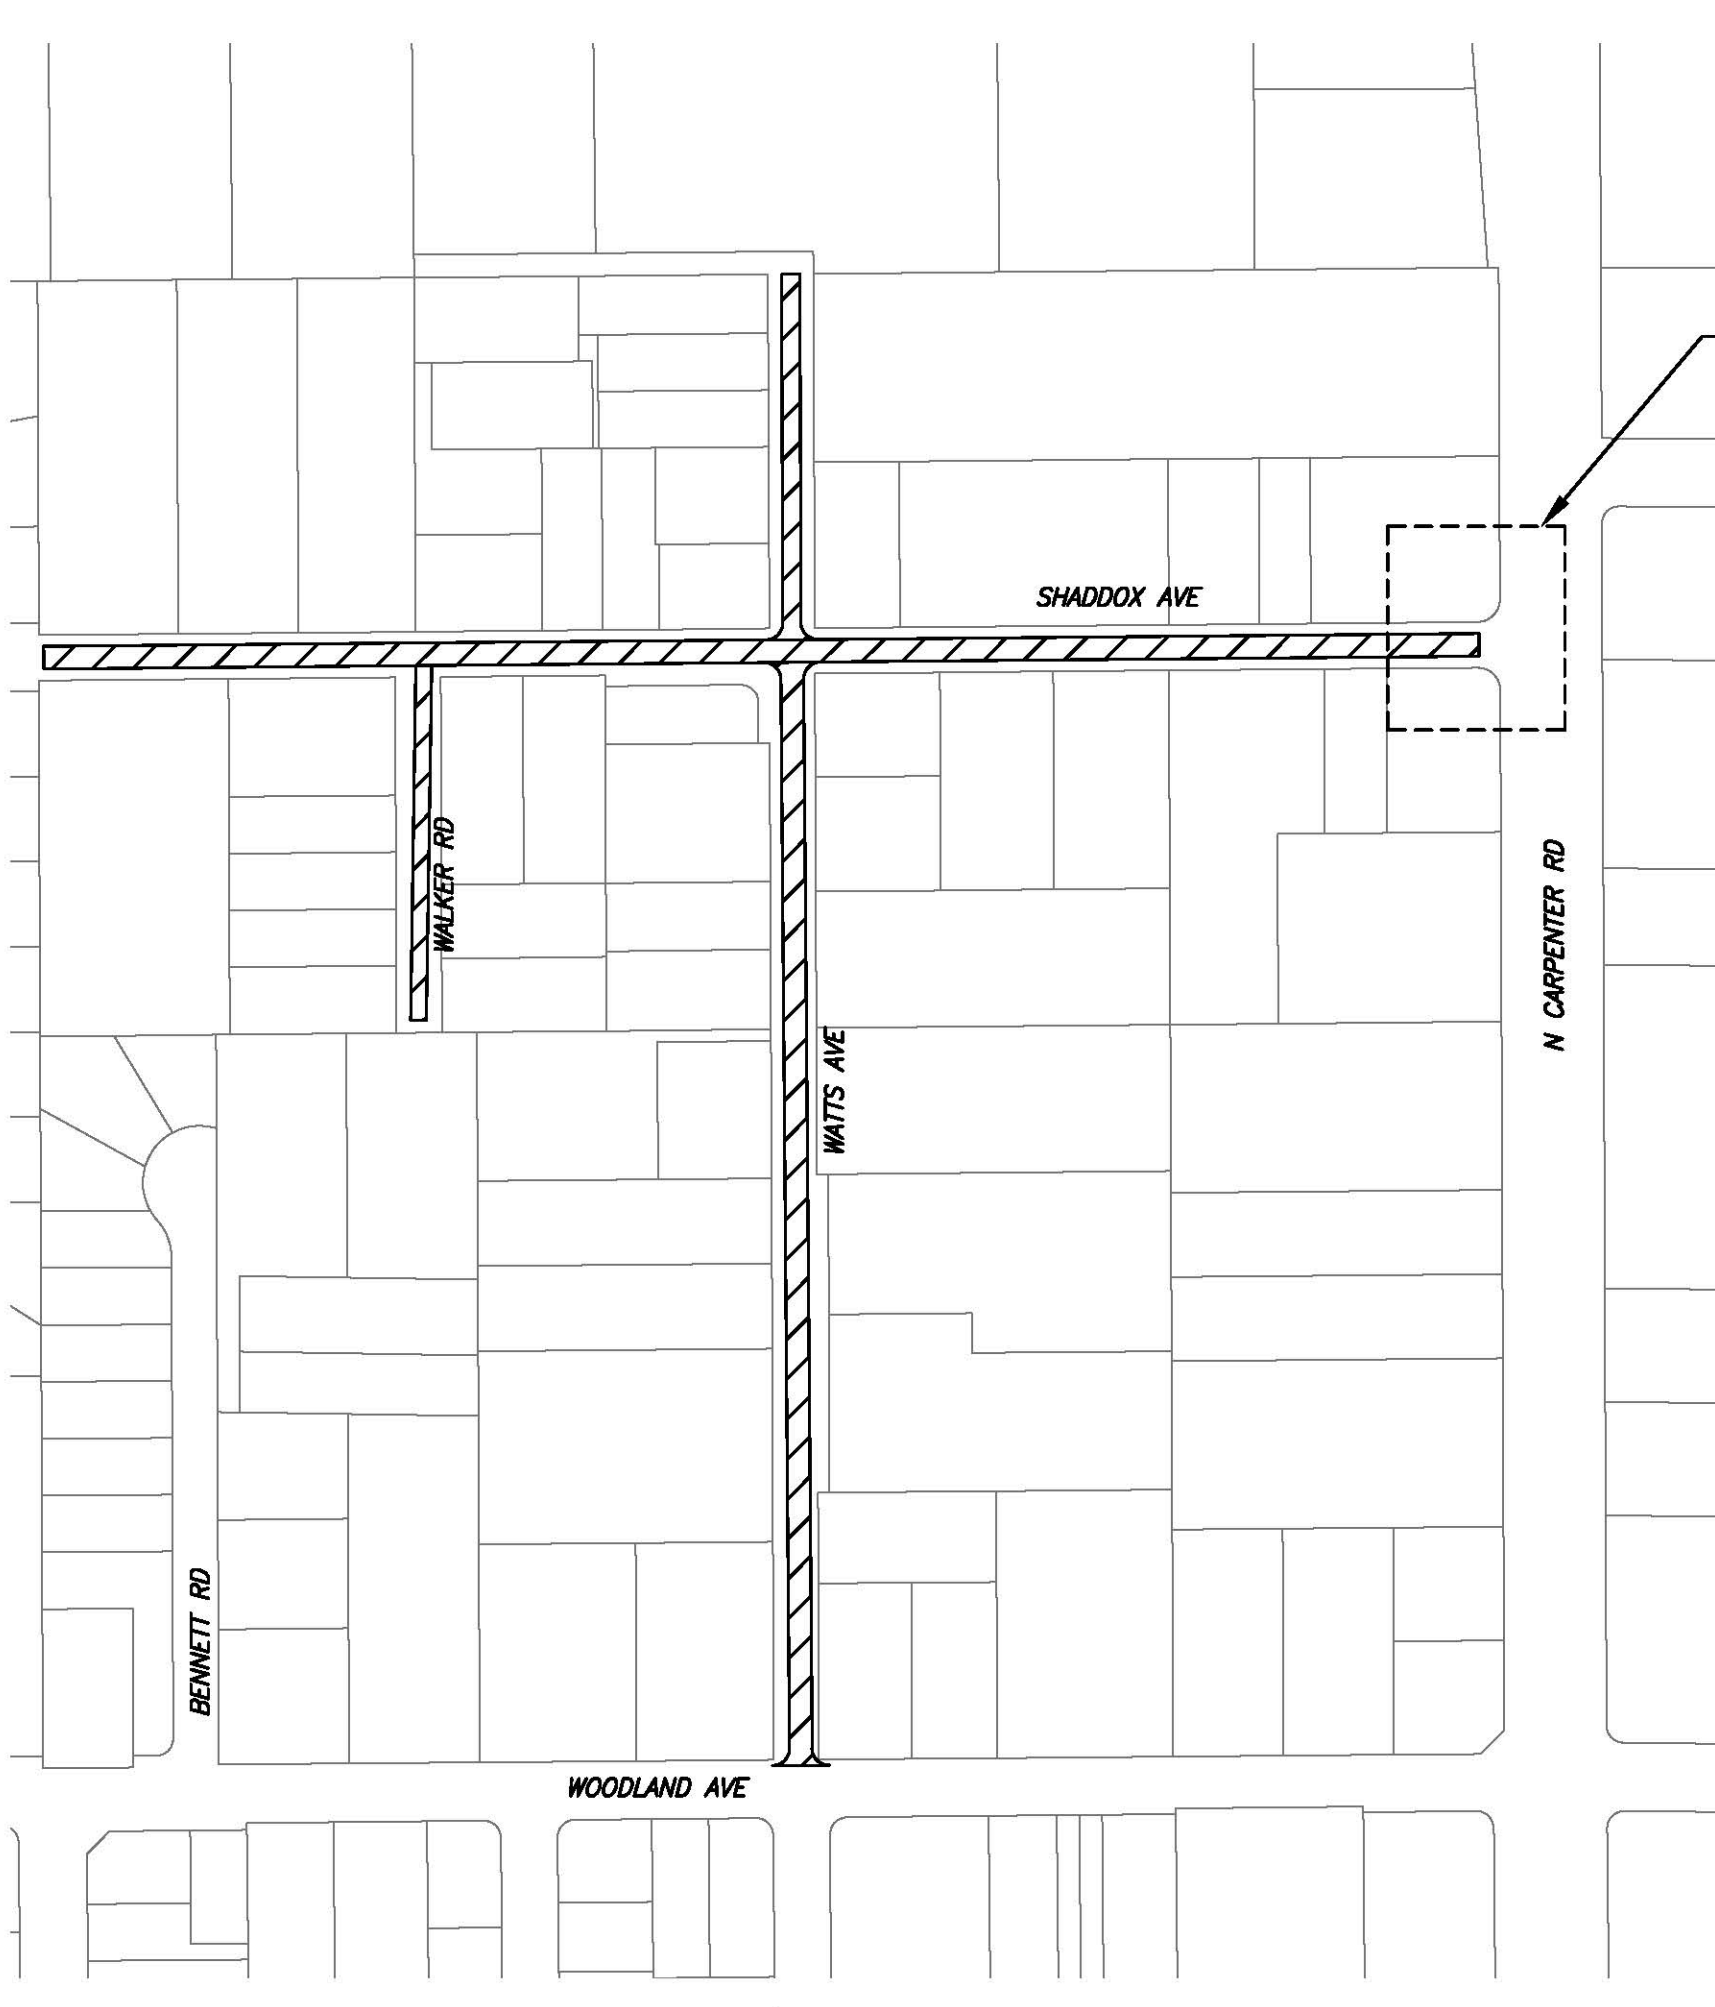 SHADDOX AVE
WALKER RD
N CARPENTER RD
WATTS AVE
BENNETT RD
WOODLAND AVE